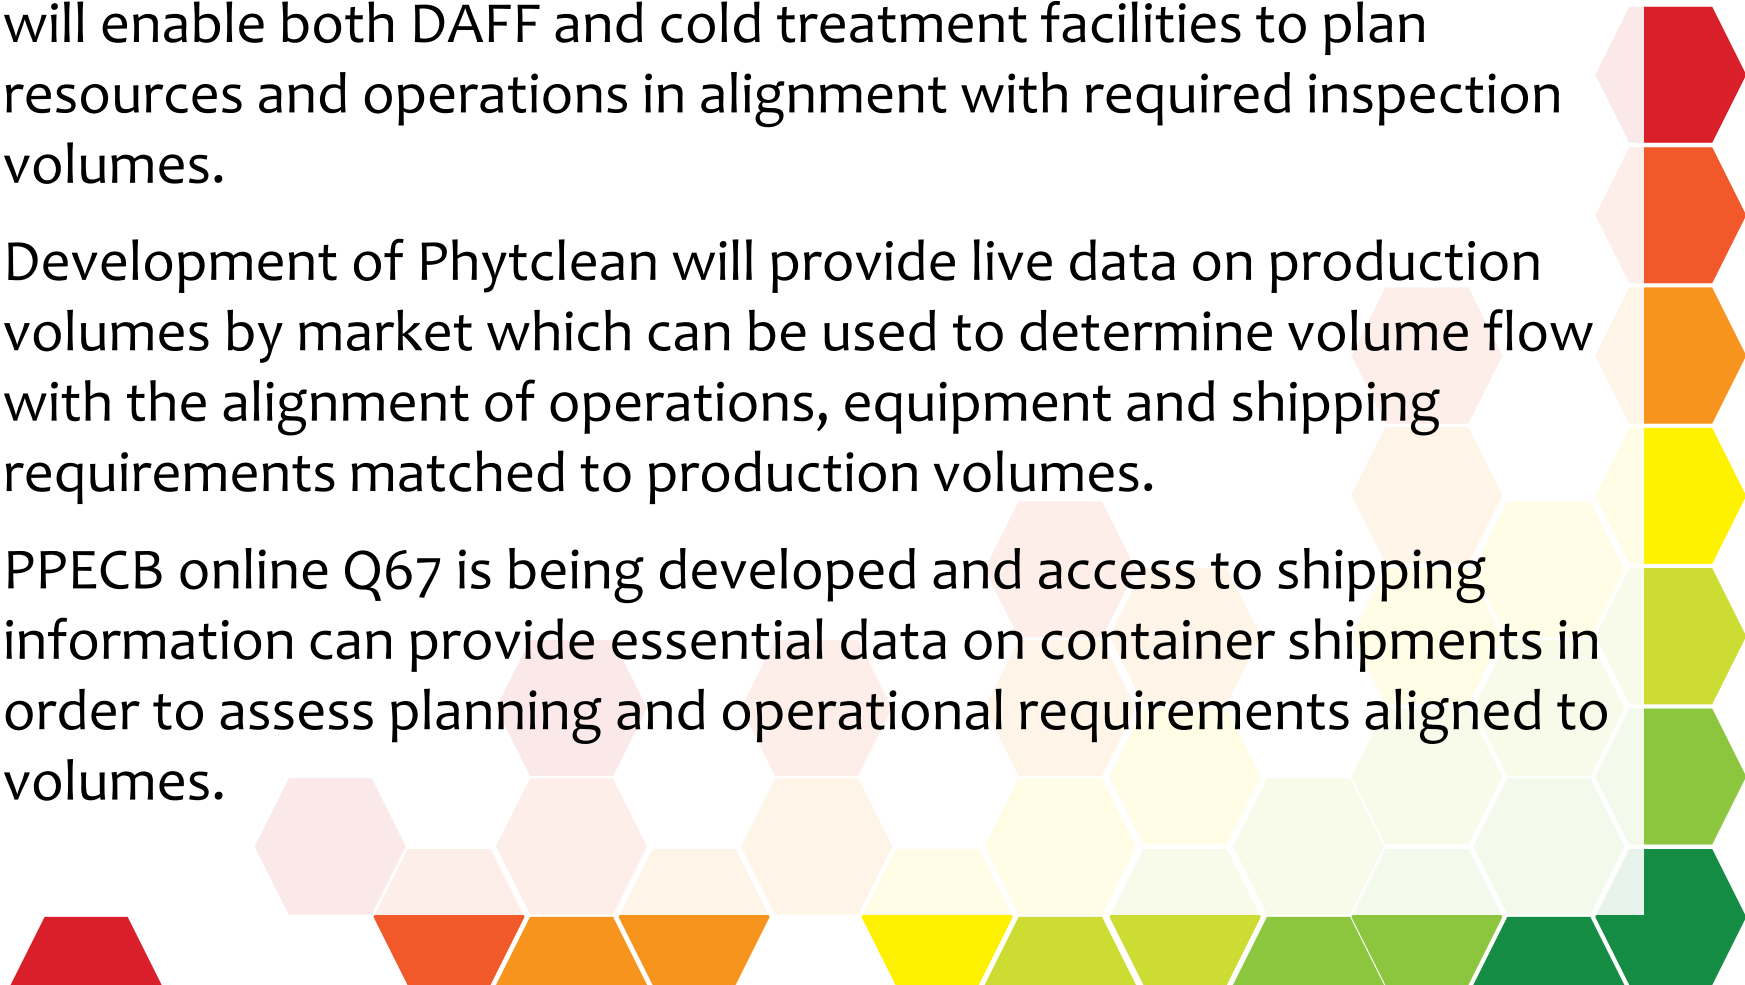 will enable both DAFF and cold treatment facilities to plan
resources and operations in alignment with required inspection
volumes.
Development of Phytclean will provide live data on production
volumes by market which can be used to determine volume flow
with the alignment of operations, equipment and shipping
requirements matched to production volumes.
PPECB online Q67 is being developed and access to shipping
information can provide essential data on container shipments in
order to assess planning and operational requirements aligned to
volumes.